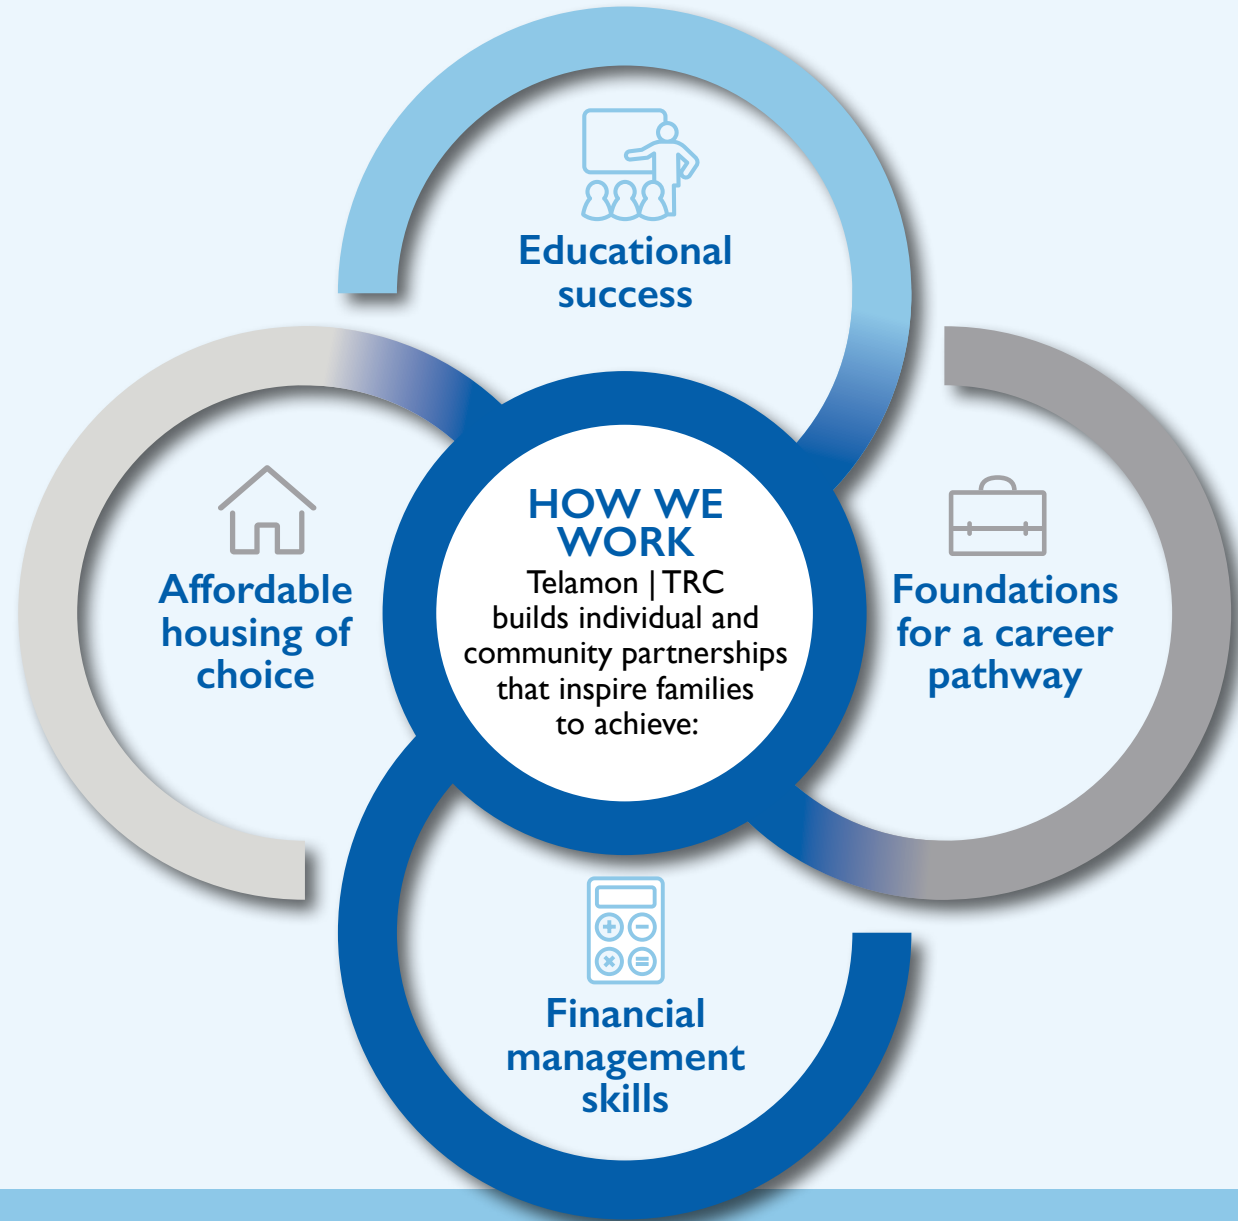 Educational
success
Affordable
housing of
choice
HOW WE
WORK
Telamon | TRC
builds individual and
community partnerships
that inspire families
to achieve:
Foundations
for a career
pathway
Financial
management
skills